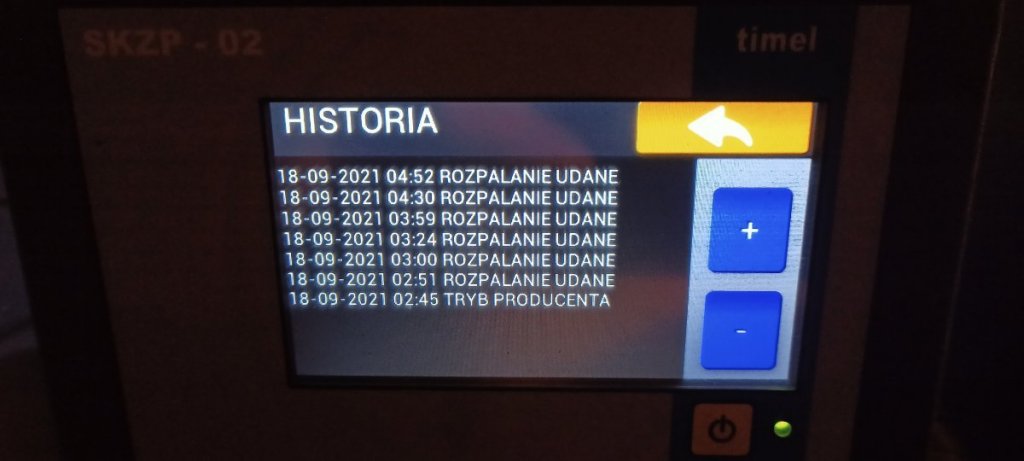 SKZP - 02
timel
HISTORIA
18-09-2021 04:52 ROZPALANIE UDANE
18-09-2021 04:30 ROZPALANIE UDANE
18-09-2021 03:59 ROZPALANIE UDANE
18-09-2021 03:24 ROZPALANIE UDANE
18-09-2021 03:00 ROZPALANIE UDANE
18-09-2021 02:51 ROZPALANIE UDANE
18-09-2021 02:45 TRYB PRODUCENTA
+
-